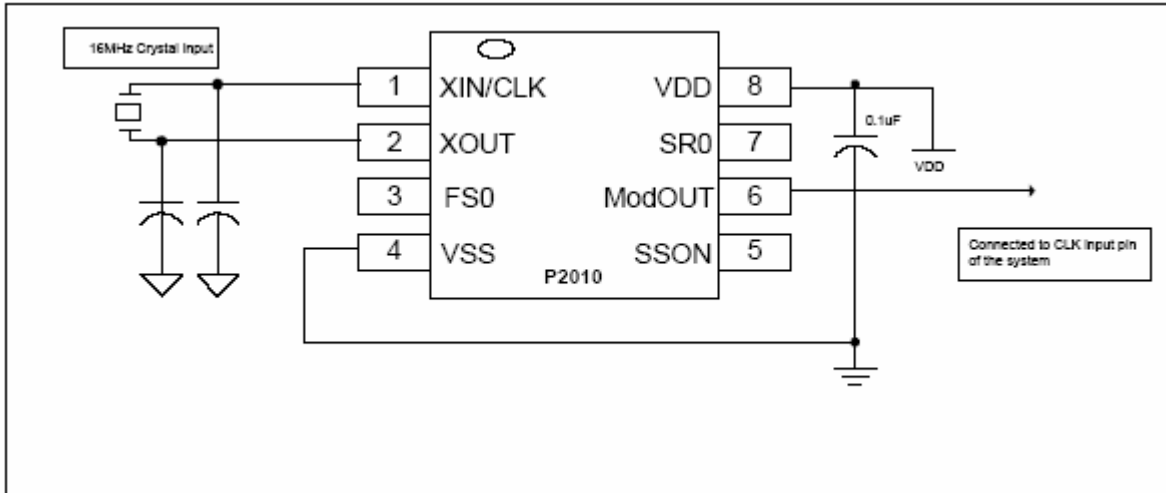 16MHz Crystal Input
1 XIN/CLK VDD 8
0.1uF
2 XOUT SR0 7
VDD
3 FS0 ModOUT 6
4 VSS SSON 5
P2010
Connected to CLK input pin
of the system